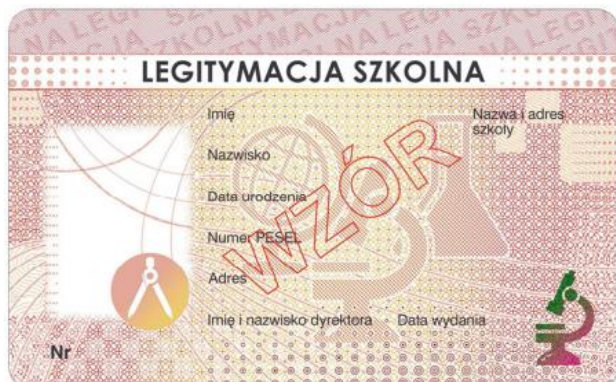 LEGITYMACJA SZKOLNA
Imię
Nazwa i adres
szkoły
Nazwisko
Data urodzenia
WZÓR
Numer PESEL
Adres
Imię i nazwisko dyrektora Data wydania
Nr